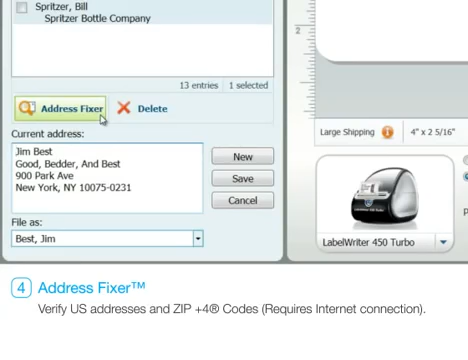 Spritzer, Bill
Spritzer Bottle Company
13 entries 1 selected
Address Fixer Delete
Current address:
Jim Best
Good, Bedder, And Best
900 Park Ave
New York, NY 10075-0231
New
Save
Cancel
File as:
Best, Jim
2
Large Shipping 4" x 2 5/16"
LabelWriter 450 Turbo
4 Address Fixer™
Verify US addresses and ZIP +4® Codes (Requires Internet connection).